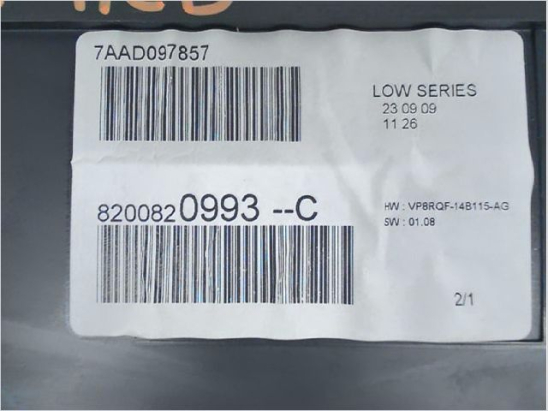 7AAD097857
LOW SERIES
23 09 09
11 26
8200820993 --C
HW : VP8RQF-14B115-AG
SW : 01.08
2/1